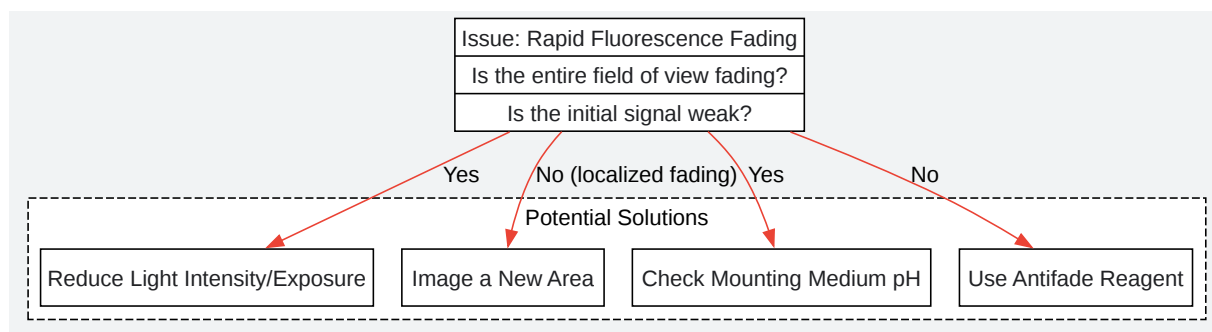 Issue: Rapid Fluorescence Fading
Is the entire field of view fading?
Is the initial signal weak?
Yes
No (localized fading)
Yes
No
Potential Solutions
Reduce Light Intensity/Exposure
Image a New Area
Check Mounting Medium pH
Use Antifade Reagent